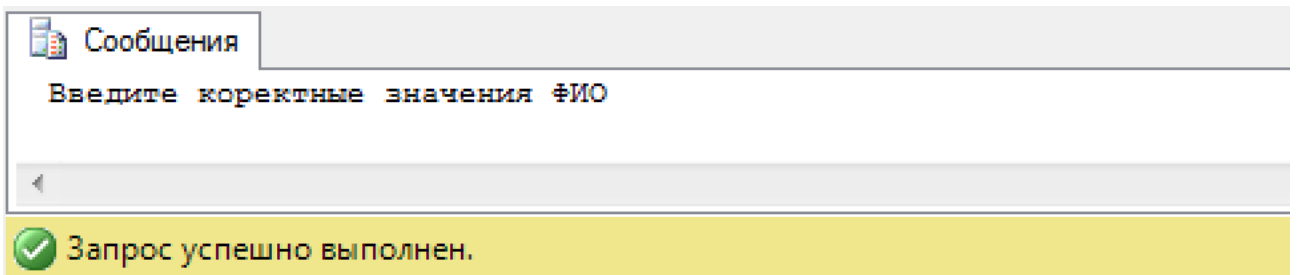 Сообщения
Введите коректные значения ФИО
Запрос успешно выполнен.